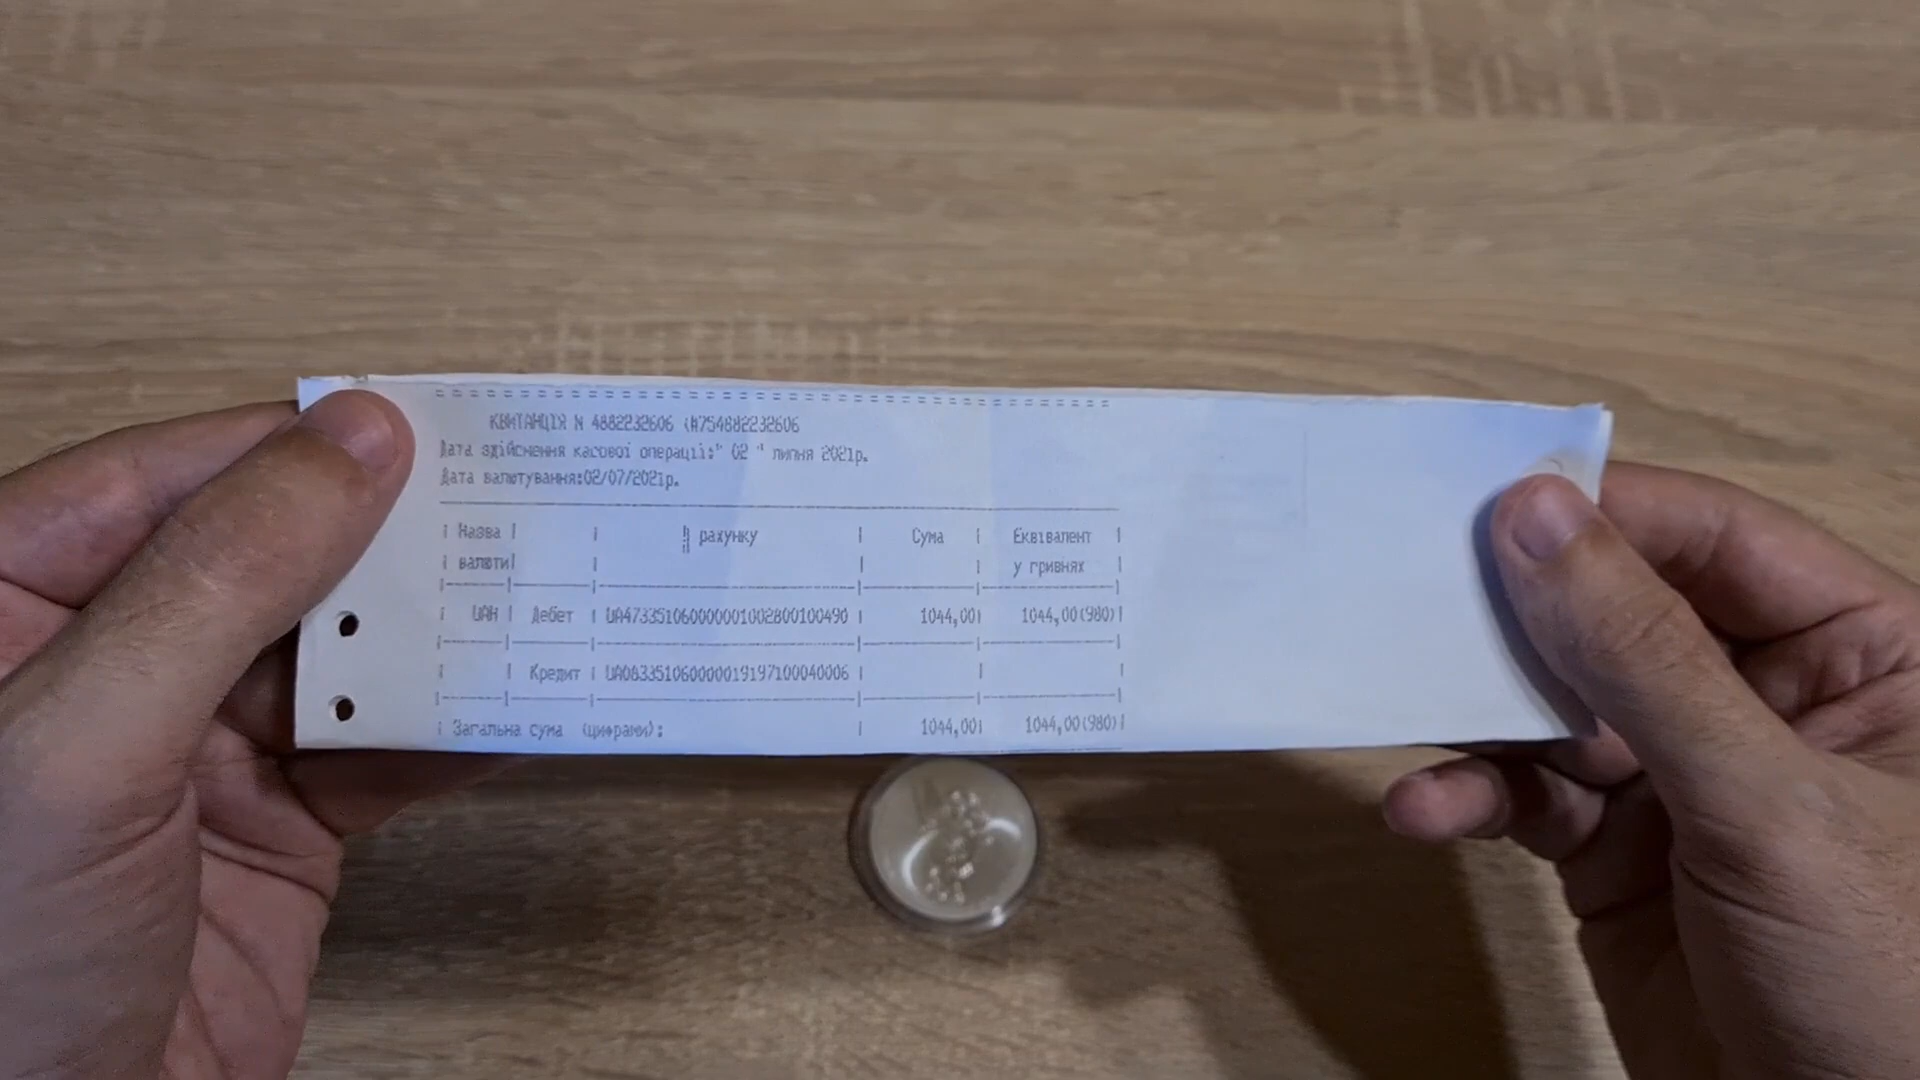 КВИТАНЦІЯ N 4882232606 (#754882232606
Дата здійснення касової операції:" 02 " липня 2021р.
Дата валютування:02/07/2021р.
Назва | | N рахунку | Сума | Еквівалент
валюти | у гривнях
UAH | Дебет | UA473351060000001002800100490 | 1044,00| 1044,00(980)|
Кредит | UA083351060000019197100040006 |
Загальна сума (цифрами): | 1044,00| 1044,00(980)|